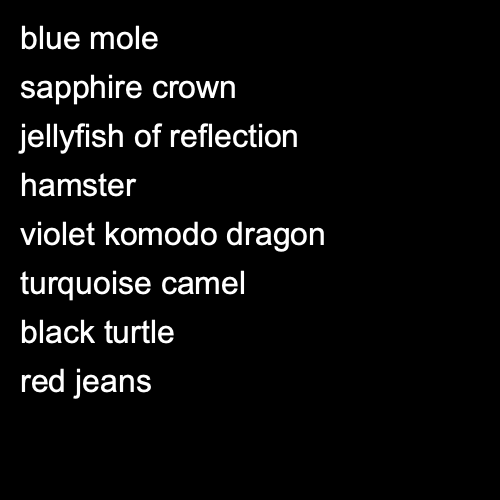 blue mole
sapphire crown
jellyfish of reflection
hamster
violet komodo dragon
turquoise camel
black turtle
red jeans